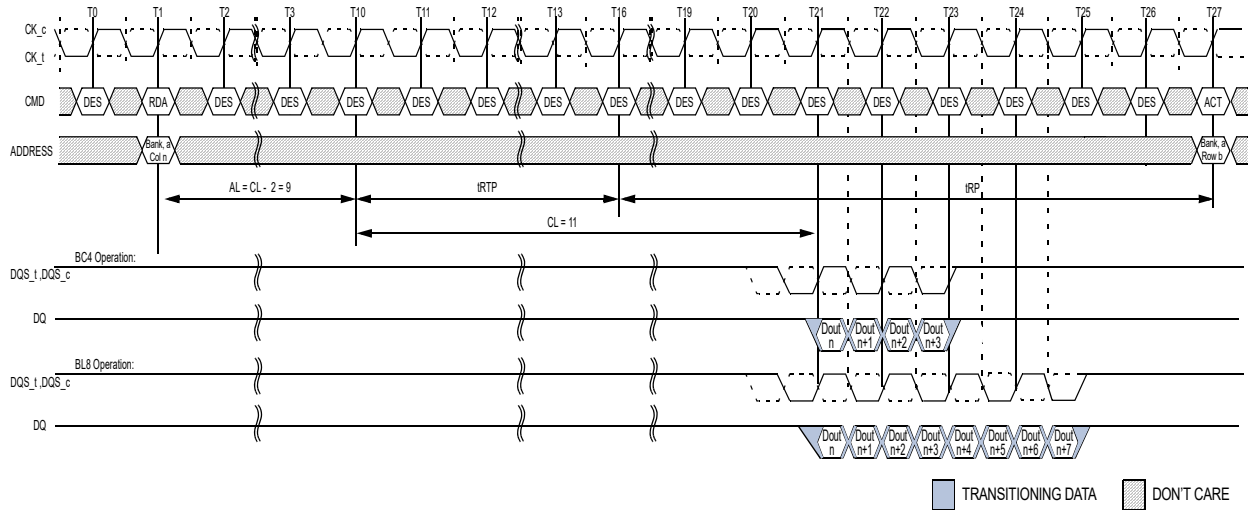 T0 T1 T2 T3 T10 T11 T12 T13 T16 T19 T20 T21 T22 T23 T24 T25 T26 T27
CK_c
CK_t
CMD DES RDA DES DES DES DES DES DES DES DES DES DES DES DES DES DES DES ACT
ADDRESS Bank, a Col n Bank, a Row b
AL = CL - 2 = 9 tRTP tRP
CL = 11
BC4 Operation:
DQS_t ,DQS_c
DQ Dout n Dout n+1 Dout n+2 Dout n+3
BL8 Operation:
DQS_t ,DQS_c
DQ Dout n Dout n+1 Dout n+2 Dout n+3 Dout n+4 Dout n+5 Dout n+6 Dout n+7
TRANSITIONING DATA DON'T CARE